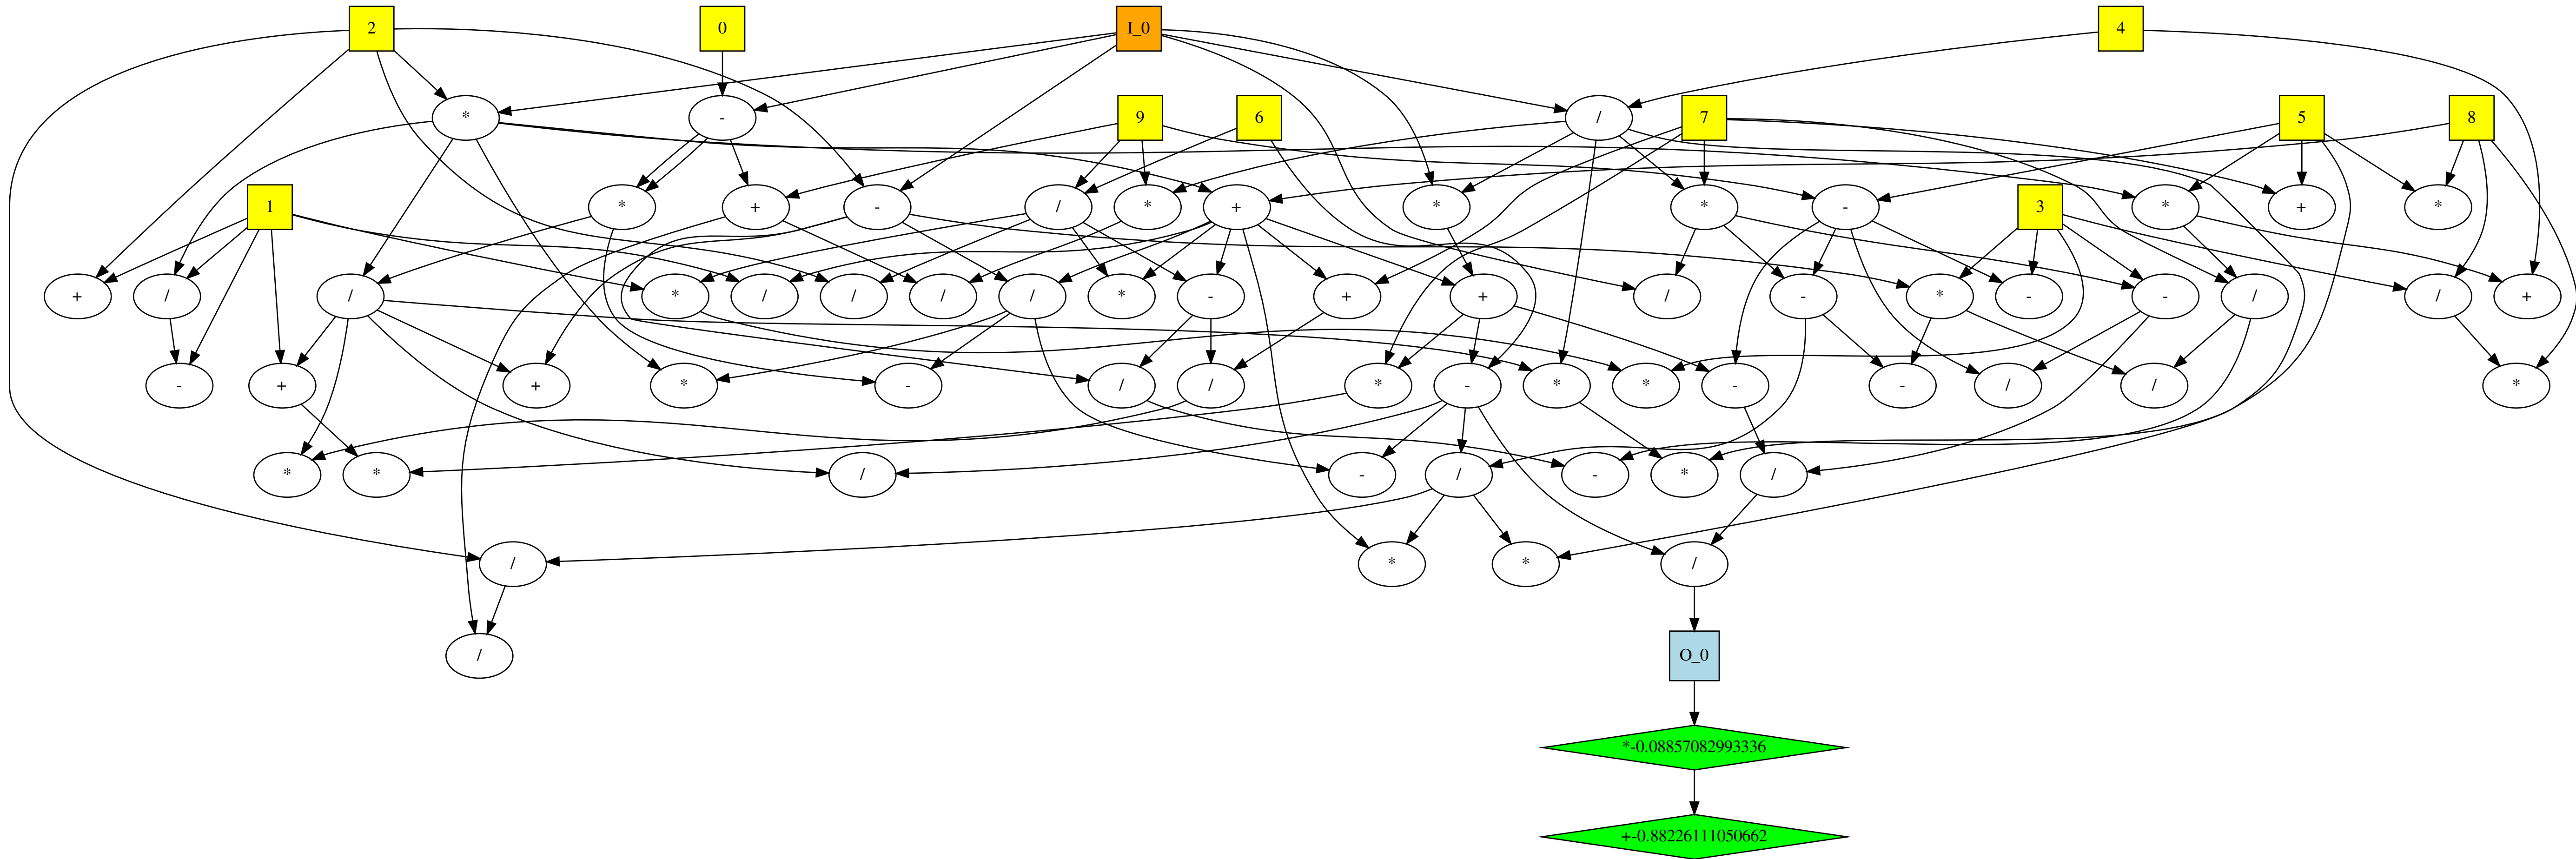 2 0 I_0 4
* - 9 6 / 7 5 8
1 * + - / * + * * - 3 * + *
+ / / * / / / / * - + + / - * - - / / +
- + + * - / / * - * * - - / / *
* * / - / - * /
/ * * /
/ O_0
*-0.08857082993336
+-0.88226111050662